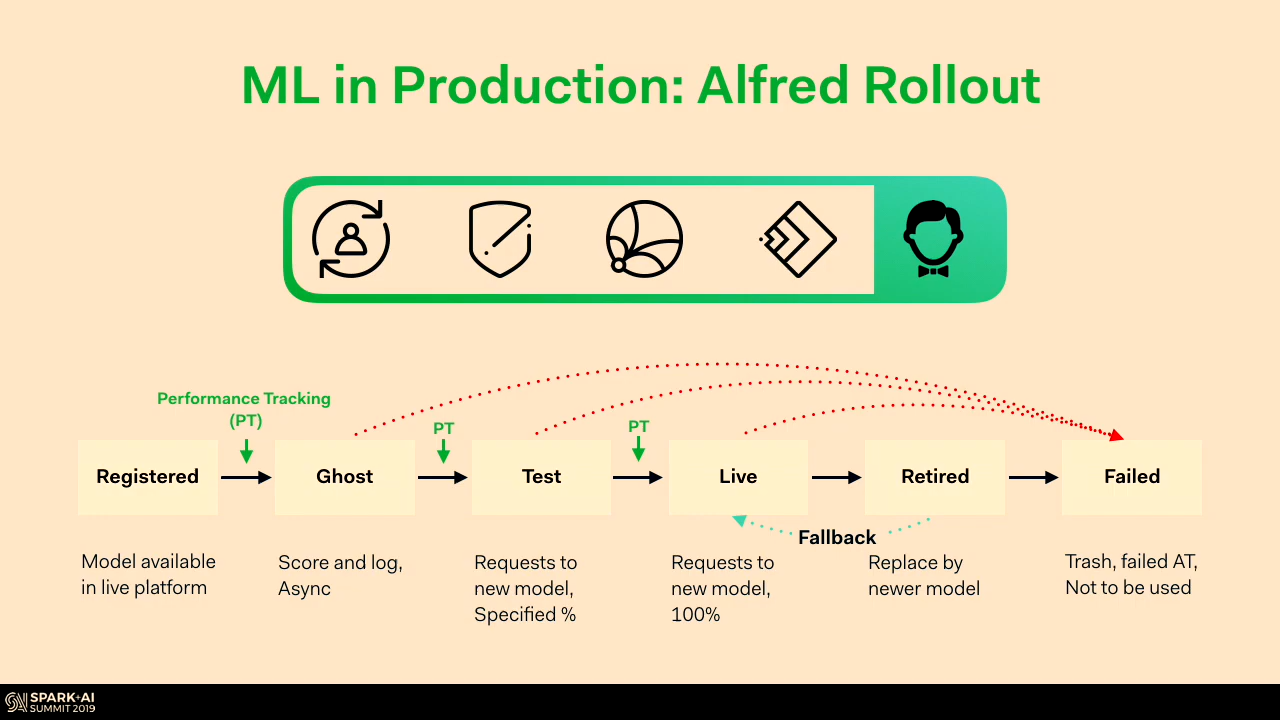 ML in Production: Alfred Rollout
Performance Tracking
(PT)
PT
PT
Registered
Ghost
Test
Live
Retired
Failed
Fallback
Model available
in live platform
Score and log,
Async
Requests to
new model,
Specified %
Requests to
new model,
100%
Replace by
newer model
Trash, failed AT,
Not to be used
SPARK+AI
SUMMIT 2019